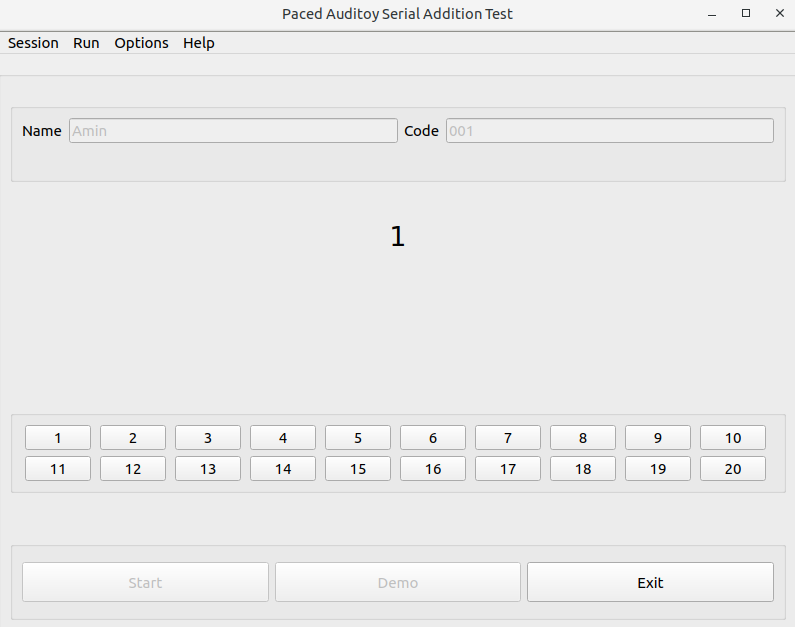 Paced Auditoy Serial Addition Test
Session Run Options Help
Name Amin Code 001
1
1 2 3 4 5 6 7 8 9 10
11 12 13 14 15 16 17 18 19 20
Start Demo Exit